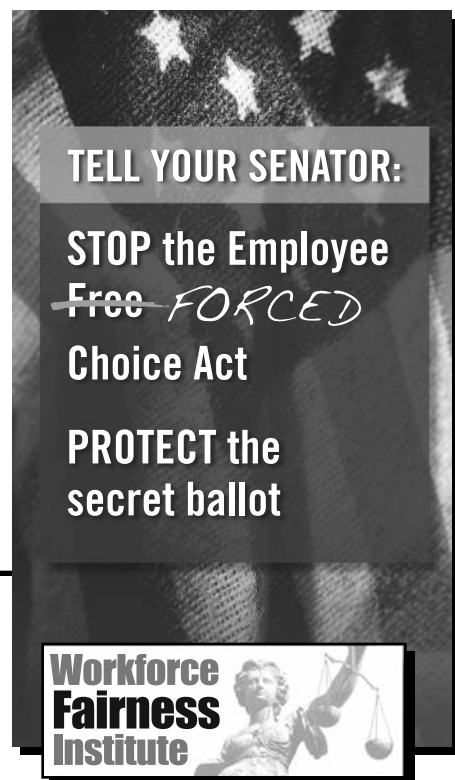 TELL YOUR SENATOR:
STOP the Employee
Free FORCED
Choice Act
PROTECT the
secret ballot
Workforce
Fairness
Institute